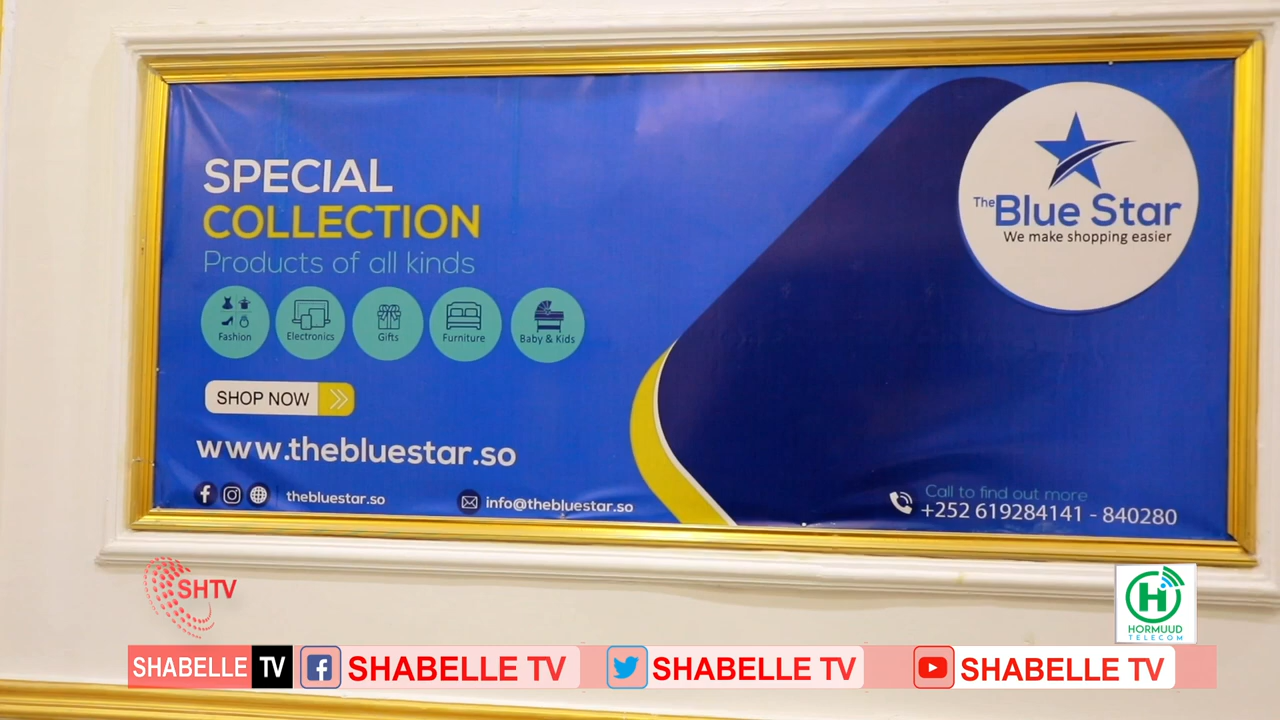 SPECIAL
COLLECTION
Products of all kinds
Fashion
Electronics
Gifts
Furniture
Baby & Kids
SHOP NOW
www.thebluestar.so
thebluestar.so
info@thebluestar.so
The Blue Star
We make shopping easier
Call to find out more
+252 619284141 - 840280
SHTV
HORMUUD
TELECOM
SHABELLE TV
SHABELLE TV
SHABELLE TV
SHABELLE TV